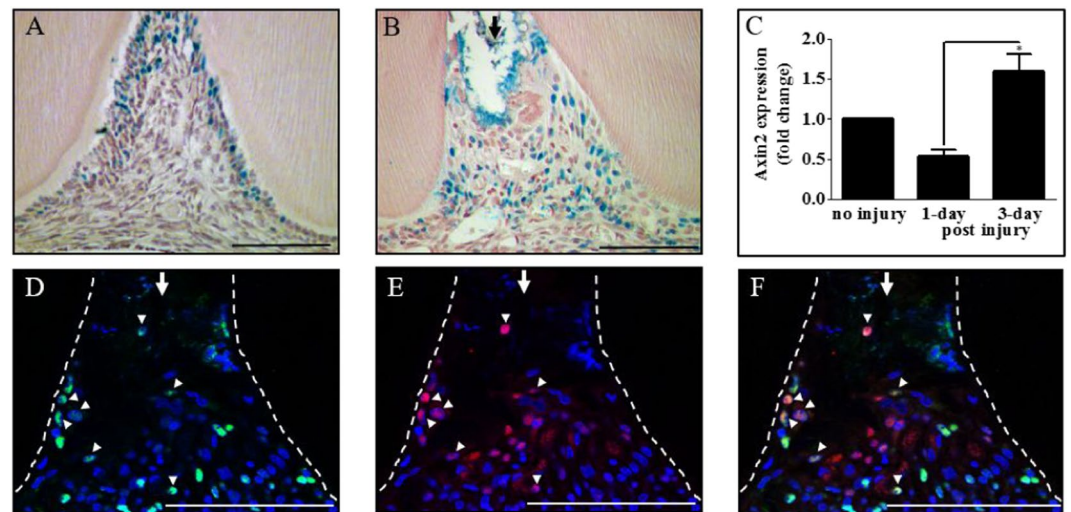 A
B
C
Axin2 expression
(fold change)
2.0
1.5
1.0
0.5
0.0
*
no injury 1-day 3-day
post injury
D
E
F